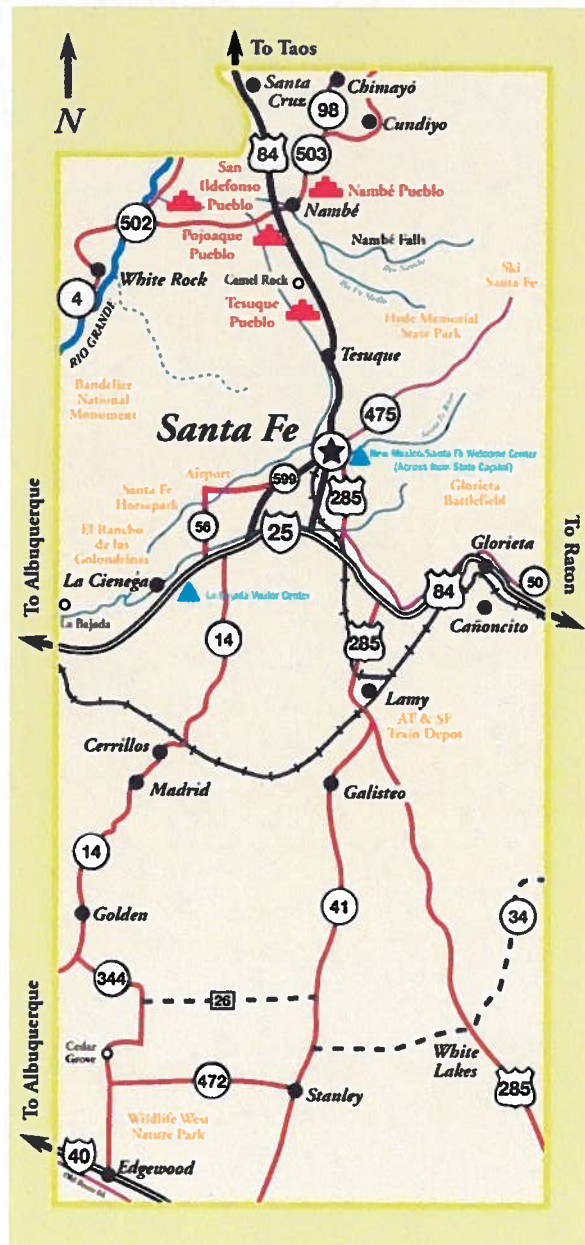 To Taos
N
Santa
Cruz
Chimayó
98
Cundiyo
84
503
San
Ildefonso
Pueblo
Nambé Pueblo
502
Nambé
Pojoaque
Pueblo
Nambé Falls
Rio Nambe
Ski
Santa Fe
White Rock
Camel Rock
4
Tesuque
Pueblo
Hyde Memorial
State Park
RIO GRANDE
Tesuque
Bandelier
National
Monument
475
Santa Fe River
Santa Fe
New Mexico/Santa Fe Welcome Center
(Across from State Capitol)
Airport
599
285
Glorieta
Battlefield
Santa Fe
Horsepark
56
25
El Rancho
de las
Golondrinas
Glorieta
To Albuquerque
To Raton
La Cienega
84
50
La Bajada
La Bajada Visitor Center
Cañoncito
14
285
Lamy
AT & SF
Train Depot
Cerrillos
Madrid
Galisteo
14
41
34
Golden
344
26
Cedar
Grove
White
Lakes
To Albuquerque
472
Stanley
285
Wildlife West
Nature Park
40
Edgewood